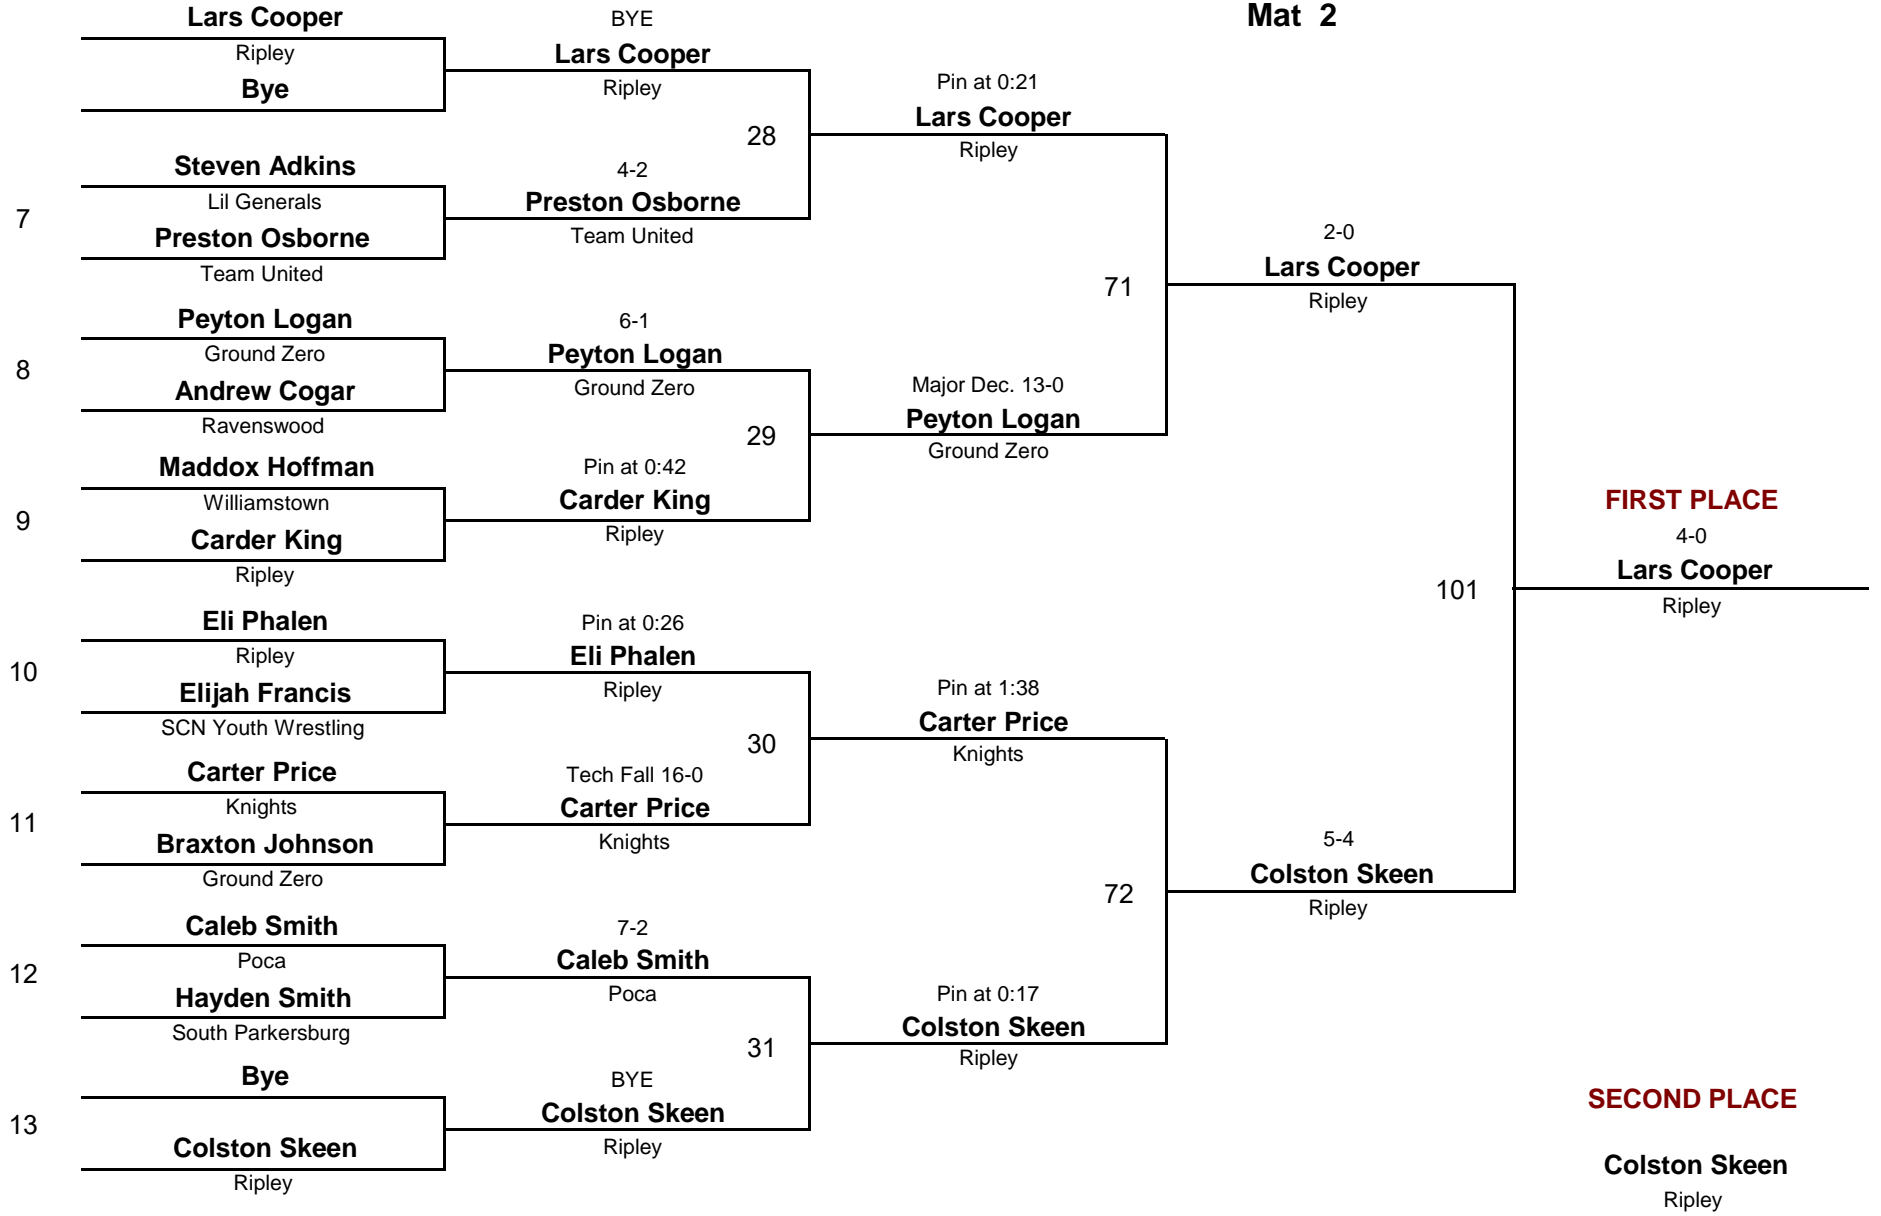 Mat 2
Lars Cooper
Ripley
Bye
7
Steven Adkins
Lil Generals
Preston Osborne
Team United
8
Peyton Logan
Ground Zero
Andrew Cogar
Ravenswood
9
Maddox Hoffman
Williamstown
Carder King
Ripley
10
Eli Phalen
Ripley
Elijah Francis
SCN Youth Wrestling
11
Carter Price
Knights
Braxton Johnson
Ground Zero
12
Caleb Smith
Poca
Hayden Smith
South Parkersburg
13
Bye
Colston Skeen
Ripley
BYE
Lars Cooper
Ripley
28
4-2
Preston Osborne
Team United
6-1
Peyton Logan
Ground Zero
29
Pin at 0:42
Carder King
Ripley
Pin at 0:26
Eli Phalen
Ripley
30
Tech Fall 16-0
Carter Price
Knights
7-2
Caleb Smith
Poca
31
BYE
Colston Skeen
Ripley
Pin at 0:21
Lars Cooper
Ripley
71
Major Dec. 13-0
Peyton Logan
Ground Zero
Pin at 1:38
Carter Price
Knights
72
Pin at 0:17
Colston Skeen
Ripley
2-0
Lars Cooper
Ripley
101
5-4
Colston Skeen
Ripley
FIRST PLACE
4-0
Lars Cooper
Ripley
SECOND PLACE
Colston Skeen
Ripley